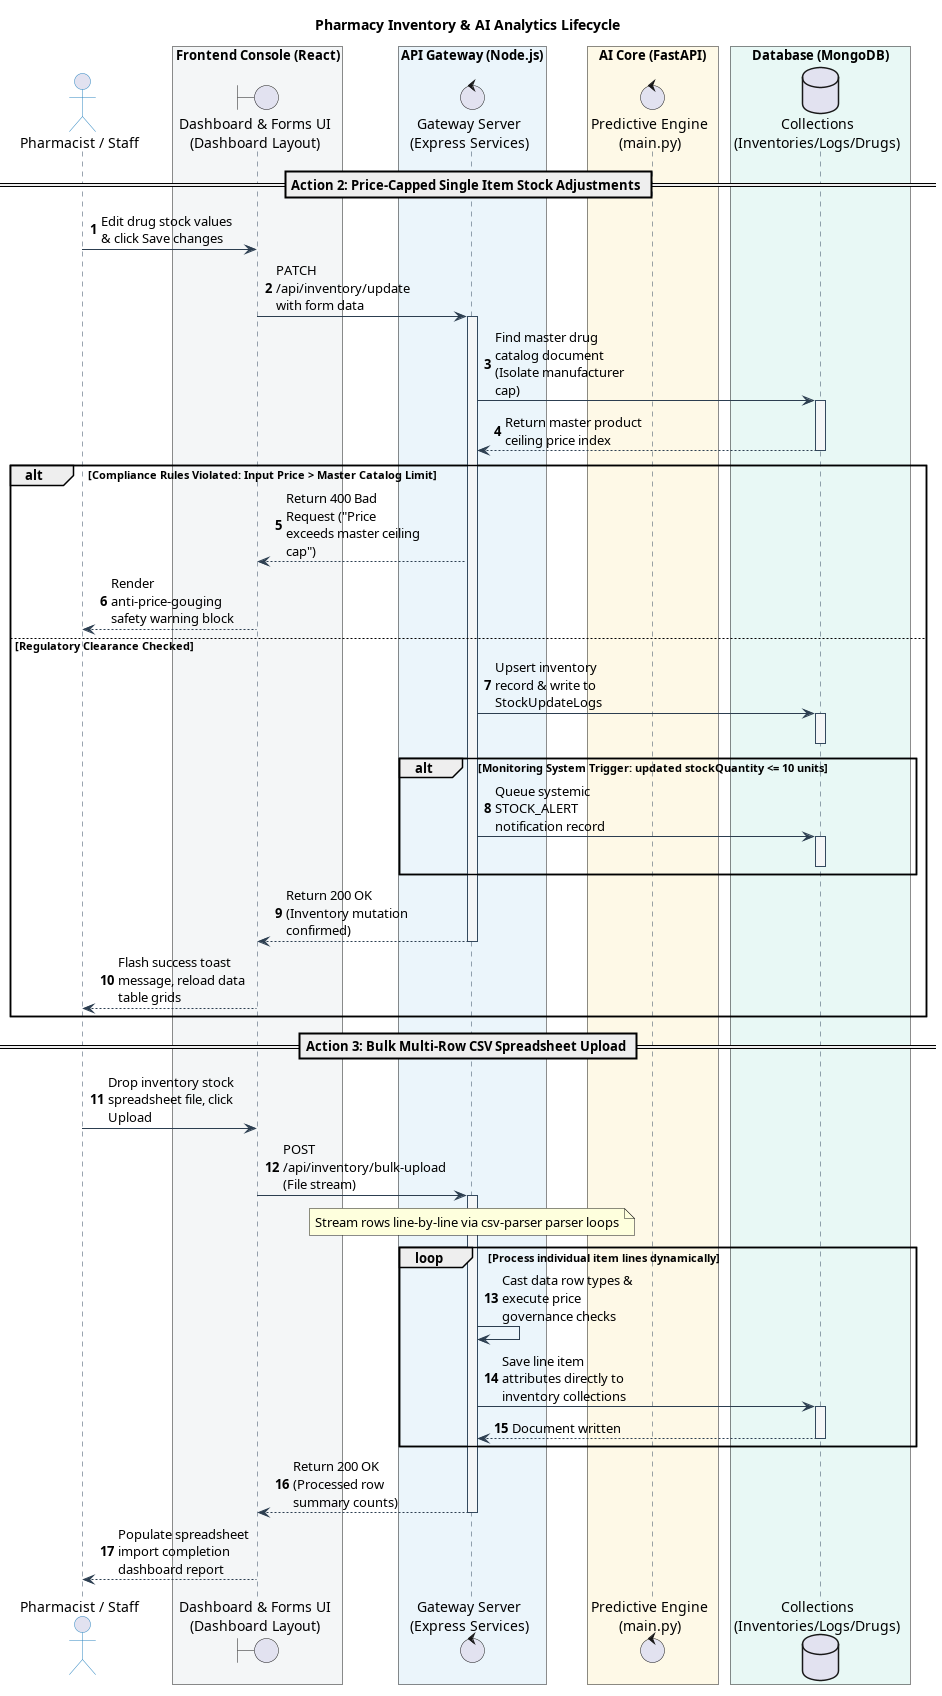 Pharmacy Inventory & AI Analytics Lifecycle
Frontend Console (React)
API Gateway (Node.js)
AI Core (FastAPI)
Database (MongoDB)
Pharmacist / Staff
Dashboard & Forms UI
(Dashboard Layout)
Gateway Server
(Express Services)
Predictive Engine
(main.py)
Collections
(Inventories/Logs/Drugs)
Action 2: Price-Capped Single Item Stock Adjustments
1 Edit drug stock values
& click Save changes
PATCH
2 /api/inventory/update
with form data
Find master drug
catalog document
3 (Isolate manufacturer
cap)
4 Return master product
ceiling price index
alt [Compliance Rules Violated: Input Price > Master Catalog Limit]
Return 400 Bad
Request ("Price
5 exceeds master ceiling
cap")
Render
6 anti-price-gouging
safety warning block
[Regulatory Clearance Checked]
Upsert inventory
7 record & write to
StockUpdateLogs
alt [Monitoring System Trigger: updated stockQuantity <= 10 units]
Queue systemic
8 STOCK_ALERT
notification record
Return 200 OK
9 (Inventory mutation
confirmed)
Flash success toast
10 message, reload data
table grids
Action 3: Bulk Multi-Row CSV Spreadsheet Upload
Drop inventory stock
11 spreadsheet file, click
Upload
POST
12 /api/inventory/bulk-upload
(File stream)
Stream rows line-by-line via csv-parser parser loops
loop [Process individual item lines dynamically]
Cast data row types &
13 execute price
governance checks
Save line item
14 attributes directly to
inventory collections
15 Document written
Return 200 OK
16 (Processed row
summary counts)
Populate spreadsheet
17 import completion
dashboard report
Pharmacist / Staff
Dashboard & Forms UI
(Dashboard Layout)
Gateway Server
(Express Services)
Predictive Engine
(main.py)
Collections
(Inventories/Logs/Drugs)